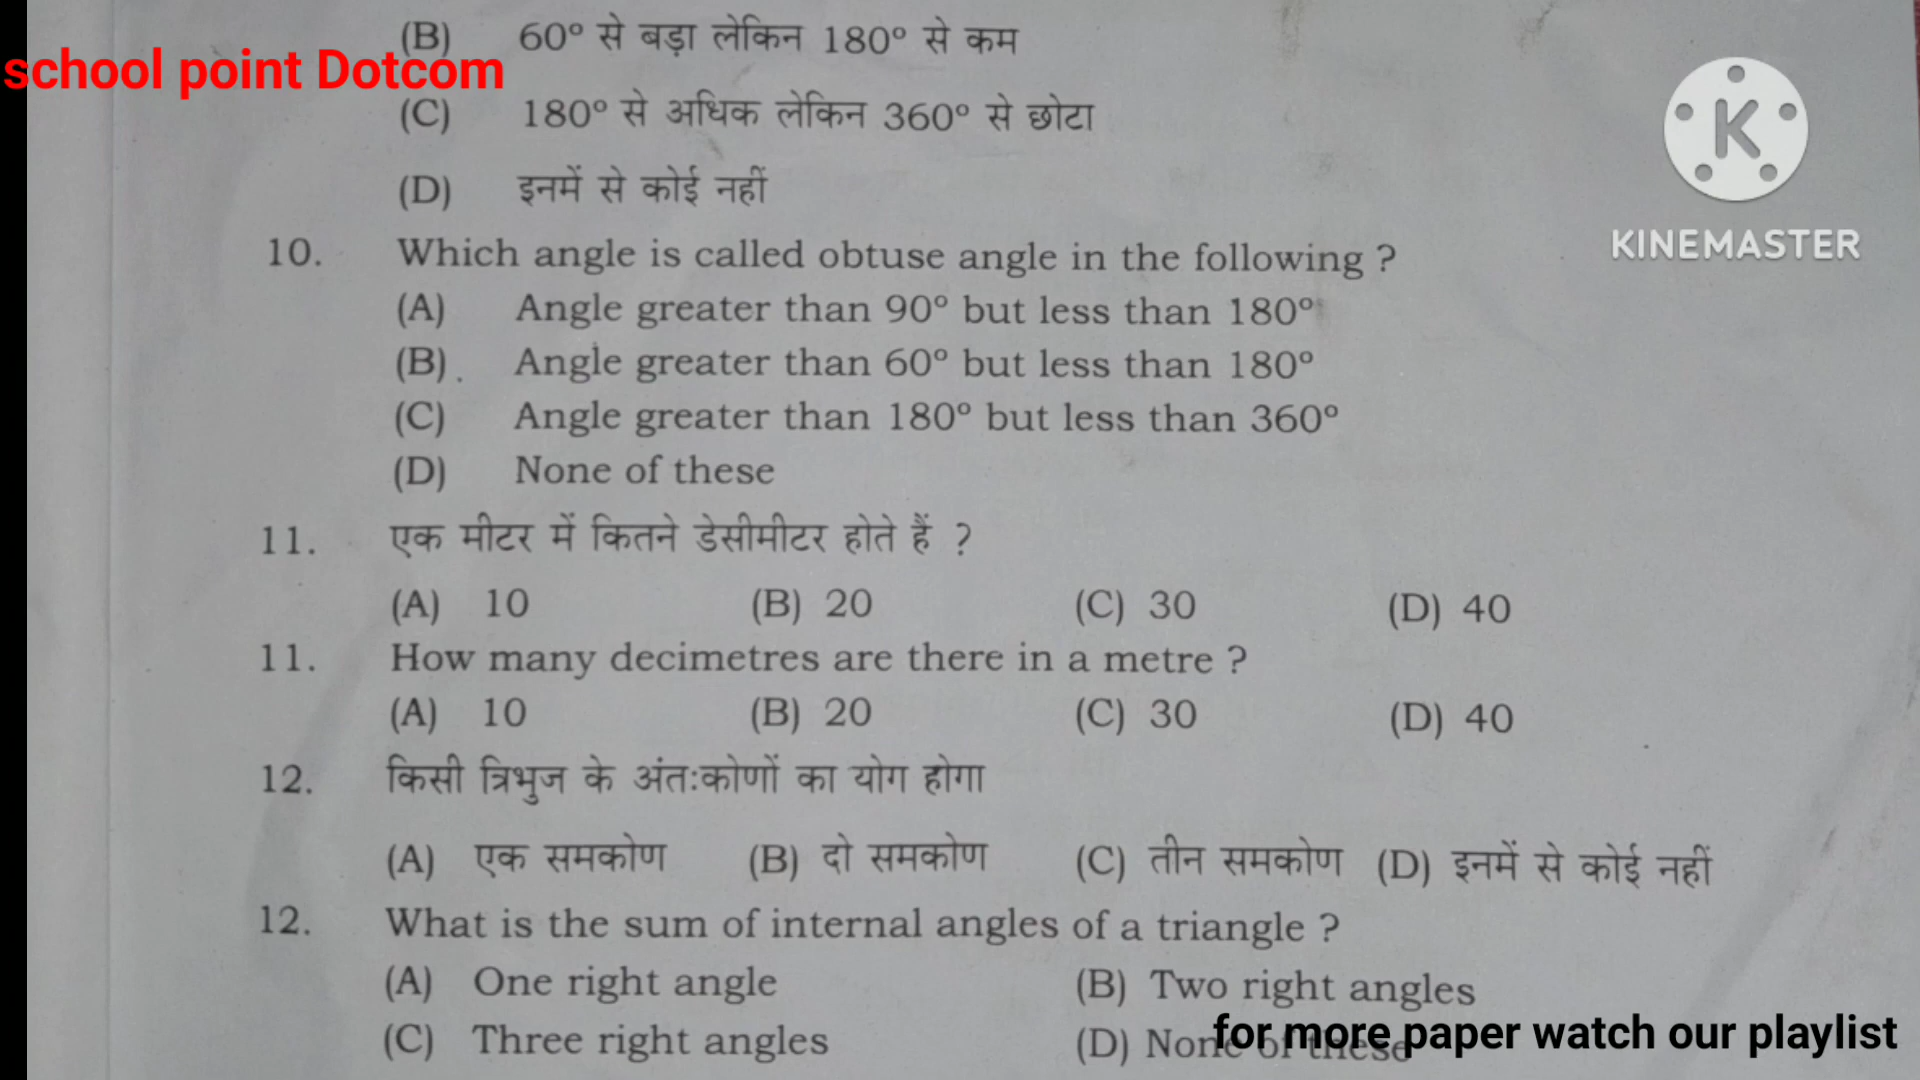 (B) 60° से बड़ा लेकिन 180° से कम
school point Dotcom
(C) 180° से अधिक लेकिन 360° से छोटा
K
(D) इनमें से कोई नहीं
KINEMASTER
10. Which angle is called obtuse angle in the following ?
(A) Angle greater than 90° but less than 180°
(B) Angle greater than 60° but less than 180°
(C) Angle greater than 180° but less than 360°
(D) None of these
11. एक मीटर में कितने डेसीमीटर होते हैं ?
(A) 10 (B) 20 (C) 30 (D) 40
11. How many decimetres are there in a metre ?
(A) 10 (B) 20 (C) 30 (D) 40
12. किसी त्रिभुज के अंतःकोणों का योग होगा
(A) एक समकोण (B) दो समकोण (C) तीन समकोण (D) इनमें से कोई नहीं
12. What is the sum of internal angles of a triangle ?
(A) One right angle (B) Two right angles
(C) Three right angles (D) None of these
for more paper watch our playlist